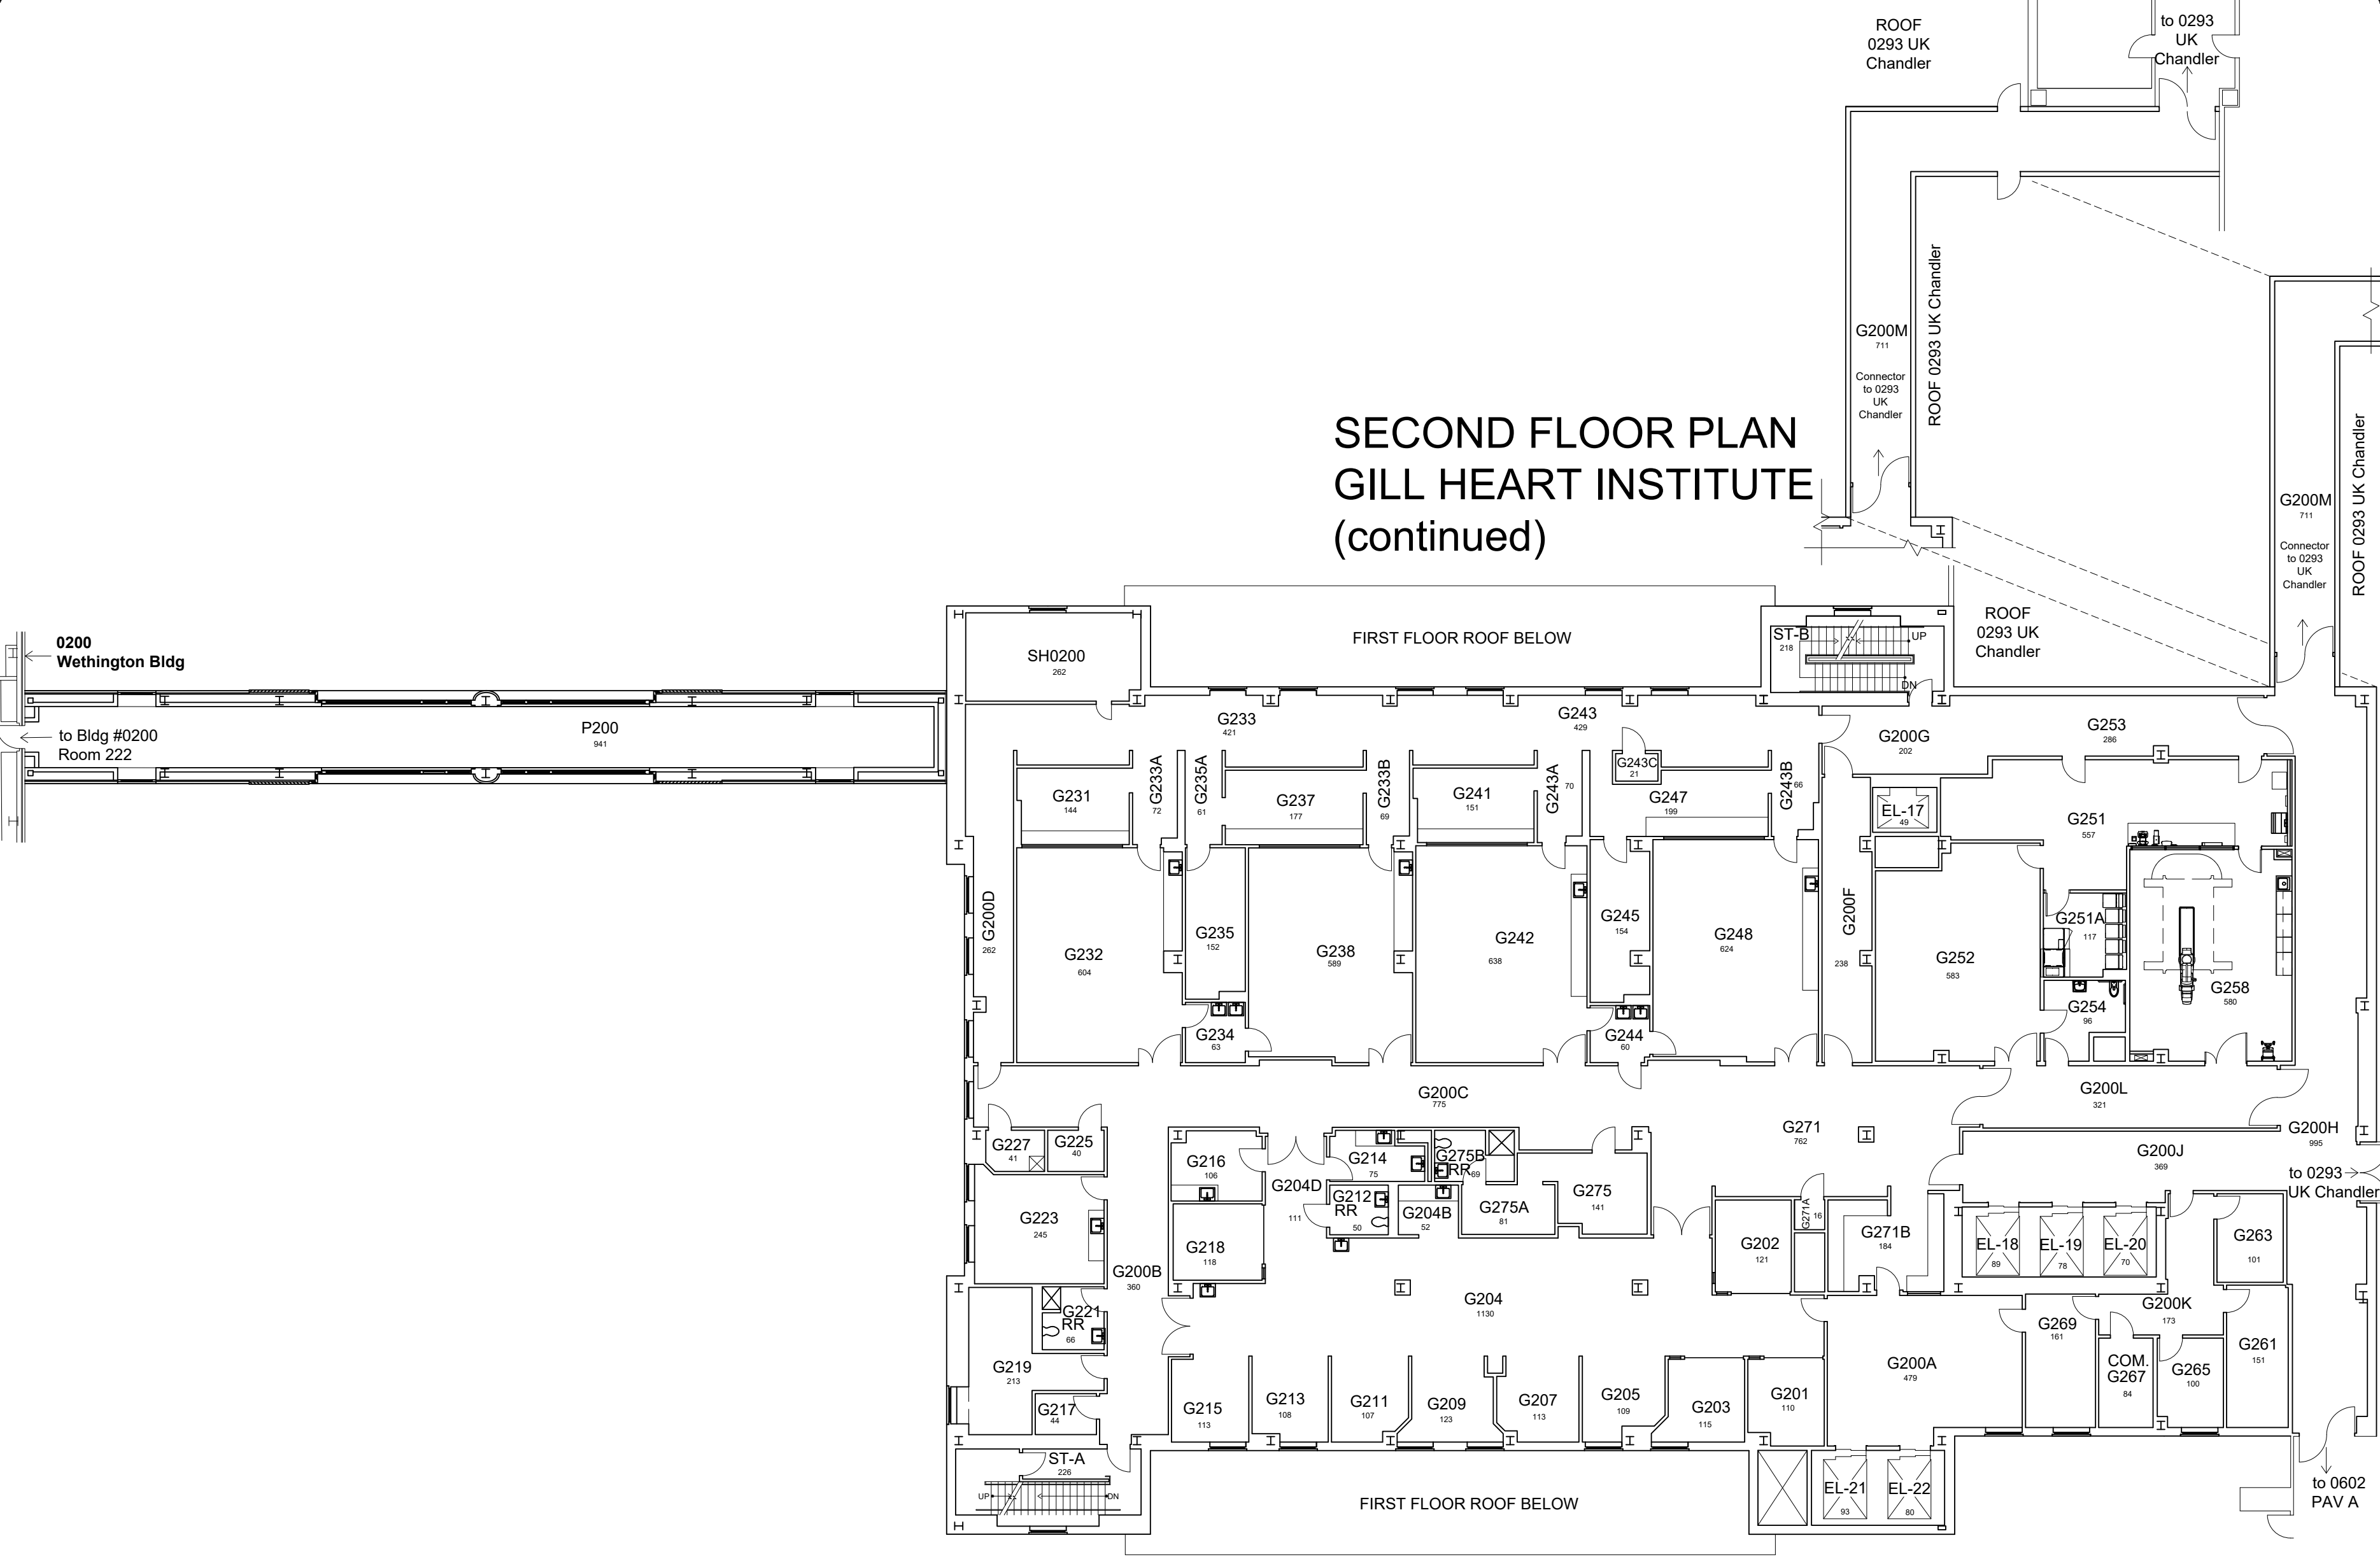 ROOF
0293 UK
Chandler
to 0293
UK
Chandler
ROOF 0293 UK Chandler
G200M
711
Connector
to 0293
UK
Chandler
SECOND FLOOR PLAN
GILL HEART INSTITUTE
(continued)
ROOF 0293 UK Chandler
G200M
711
Connector
to 0293
UK
Chandler
0200
Wethington Bldg
to Bldg #0200
Room 222
P200
941
SH0200
262
FIRST FLOOR ROOF BELOW
ST-B
218
UP
DN
ROOF
0293 UK
Chandler
G233
421
G243
429
G200G
202
G253
286
G231
144
G233A
72
G235A
61
G237
177
G233B
69
G241
151
G243A
70
G243C
21
G247
199
G243B
66
EL-17
49
G251
557
G200D
262
G232
604
G235
152
G238
589
G242
638
G245
154
G248
624
G200F
238
G252
583
G251A
117
G258
580
G254
96
G234
63
G244
60
G200C
775
G271
762
G200L
321
G200H
995
G200J
369
to 0293
UK Chandler
G227
41
G225
40
G216
106
G204D
111
G214
75
G275B
RR
69
G212
RR
50
G204B
52
G275A
81
G275
141
G271A
16
G223
245
G218
118
G202
121
G271B
184
EL-18
89
EL-19
78
EL-20
70
G263
101
G200B
360
G204
1130
G221
RR
66
G200K
173
G269
161
G261
151
G219
213
G200A
479
COM.
G267
84
G265
100
G217
44
G215
113
G213
108
G211
107
G209
123
G207
113
G205
109
G203
115
G201
110
ST-A
226
UP
DN
FIRST FLOOR ROOF BELOW
EL-21
93
EL-22
80
to 0602
PAV A